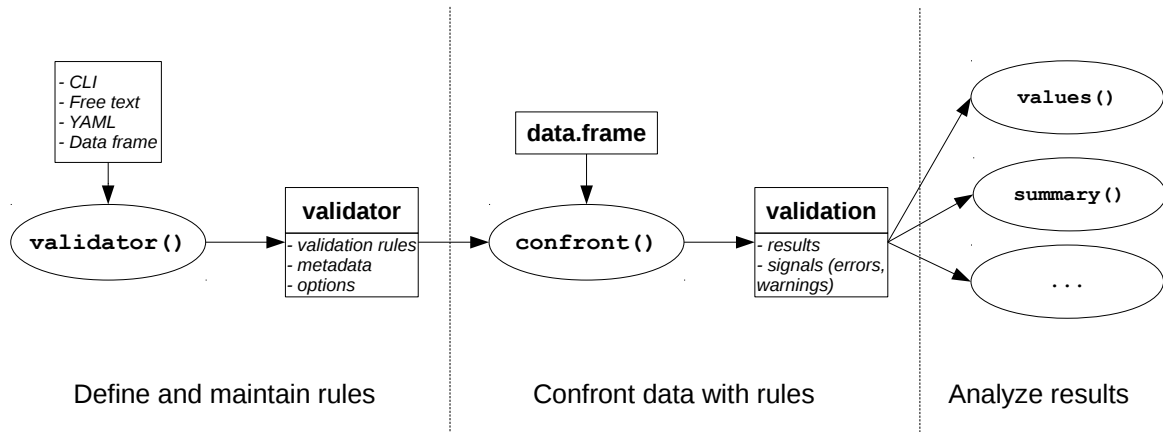 - CLI
- Free text
- YAML
- Data frame
validator()
validator
- validation rules
- metadata
- options
Define and maintain rules
data.frame
confront()
validation
- results
- signals (errors,
warnings)
Confront data with rules
values()
summary()
...
Analyze results